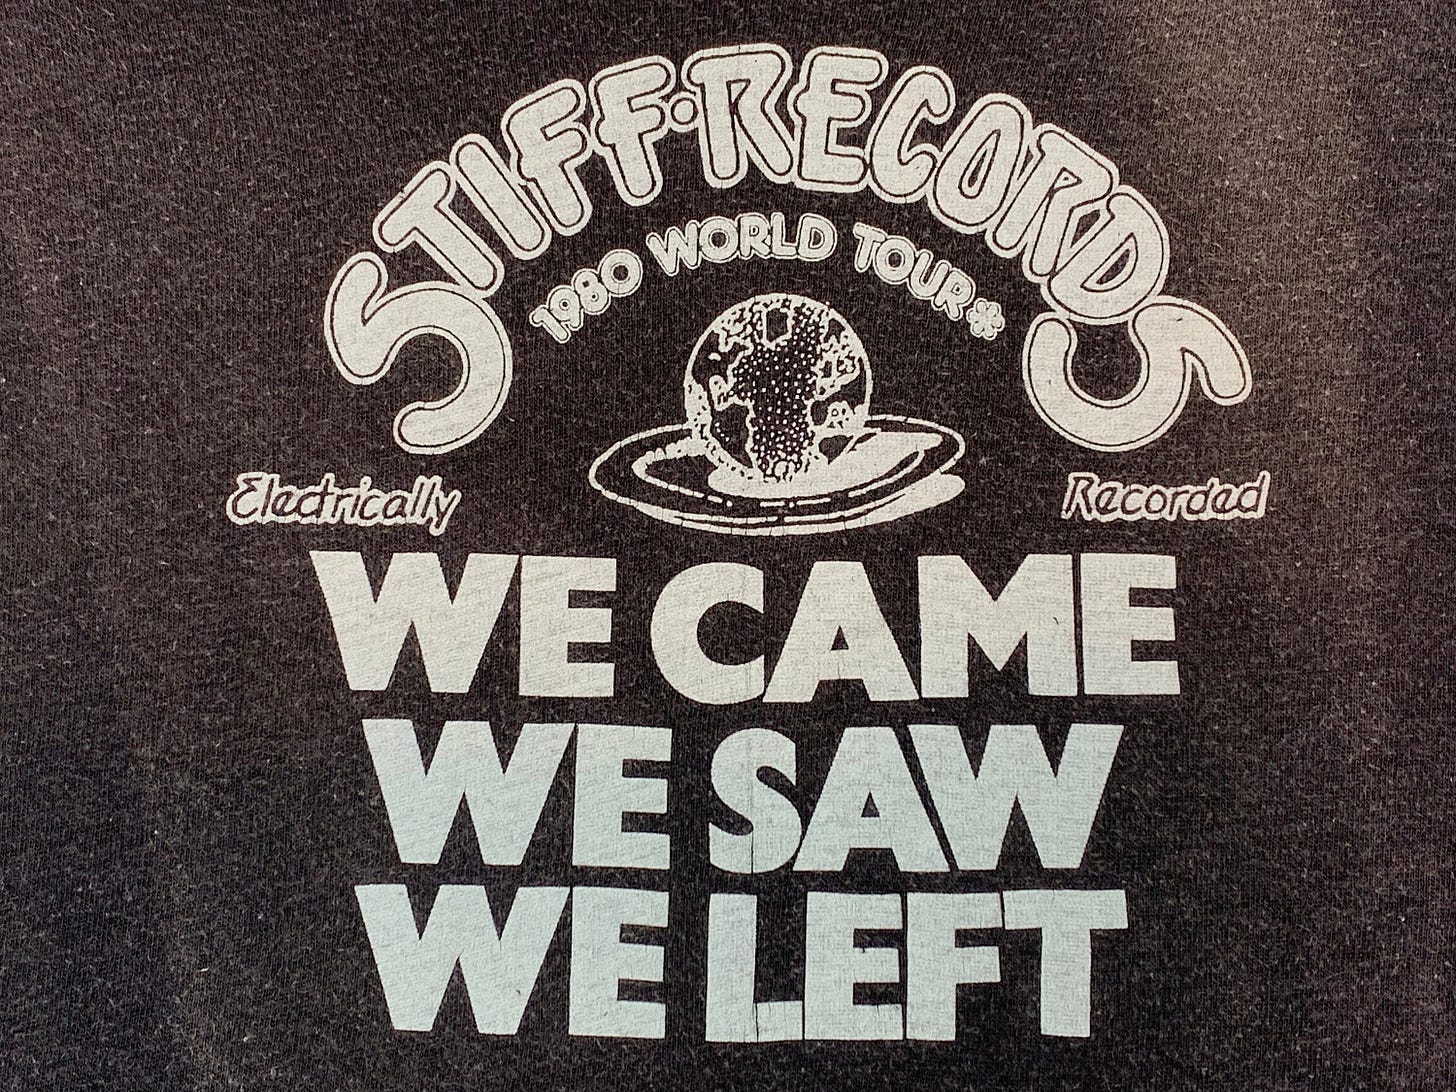 STIFF·RECORDS
1980 WORLD TOUR*
Electrically Recorded
WE CAME
WE SAW
WE LEFT